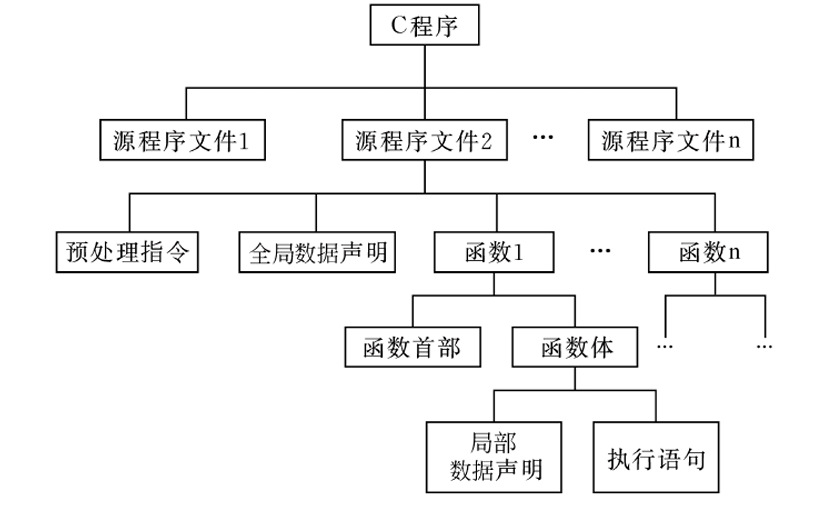 C程序
源程序文件1
源程序文件2
…
源程序文件n
预处理指令
全局数据声明
函数1
…
函数n
函数首部
函数体
…
…
局部
数据声明
执行语句